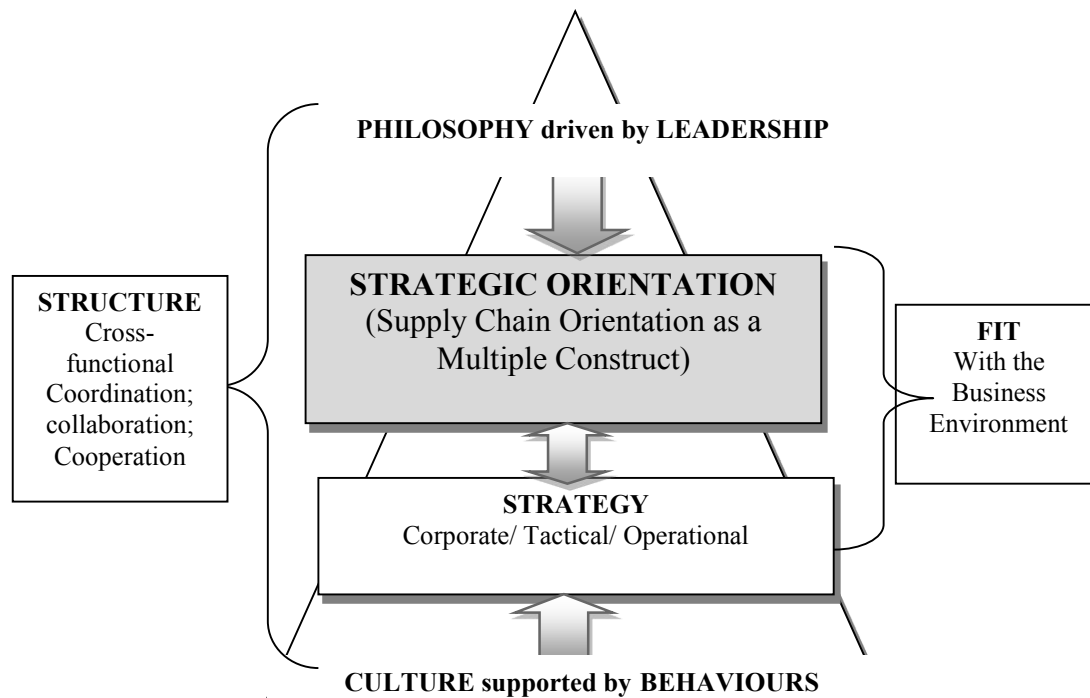 PHILOSOPHY driven by LEADERSHIP
STRATEGIC ORIENTATION
(Supply Chain Orientation as a
Multiple Construct)
STRUCTURE
Cross-
functional
Coordination;
collaboration;
Cooperation
FIT
With the
Business
Environment
STRATEGY
Corporate/ Tactical/ Operational
CULTURE supported by BEHAVIOURS